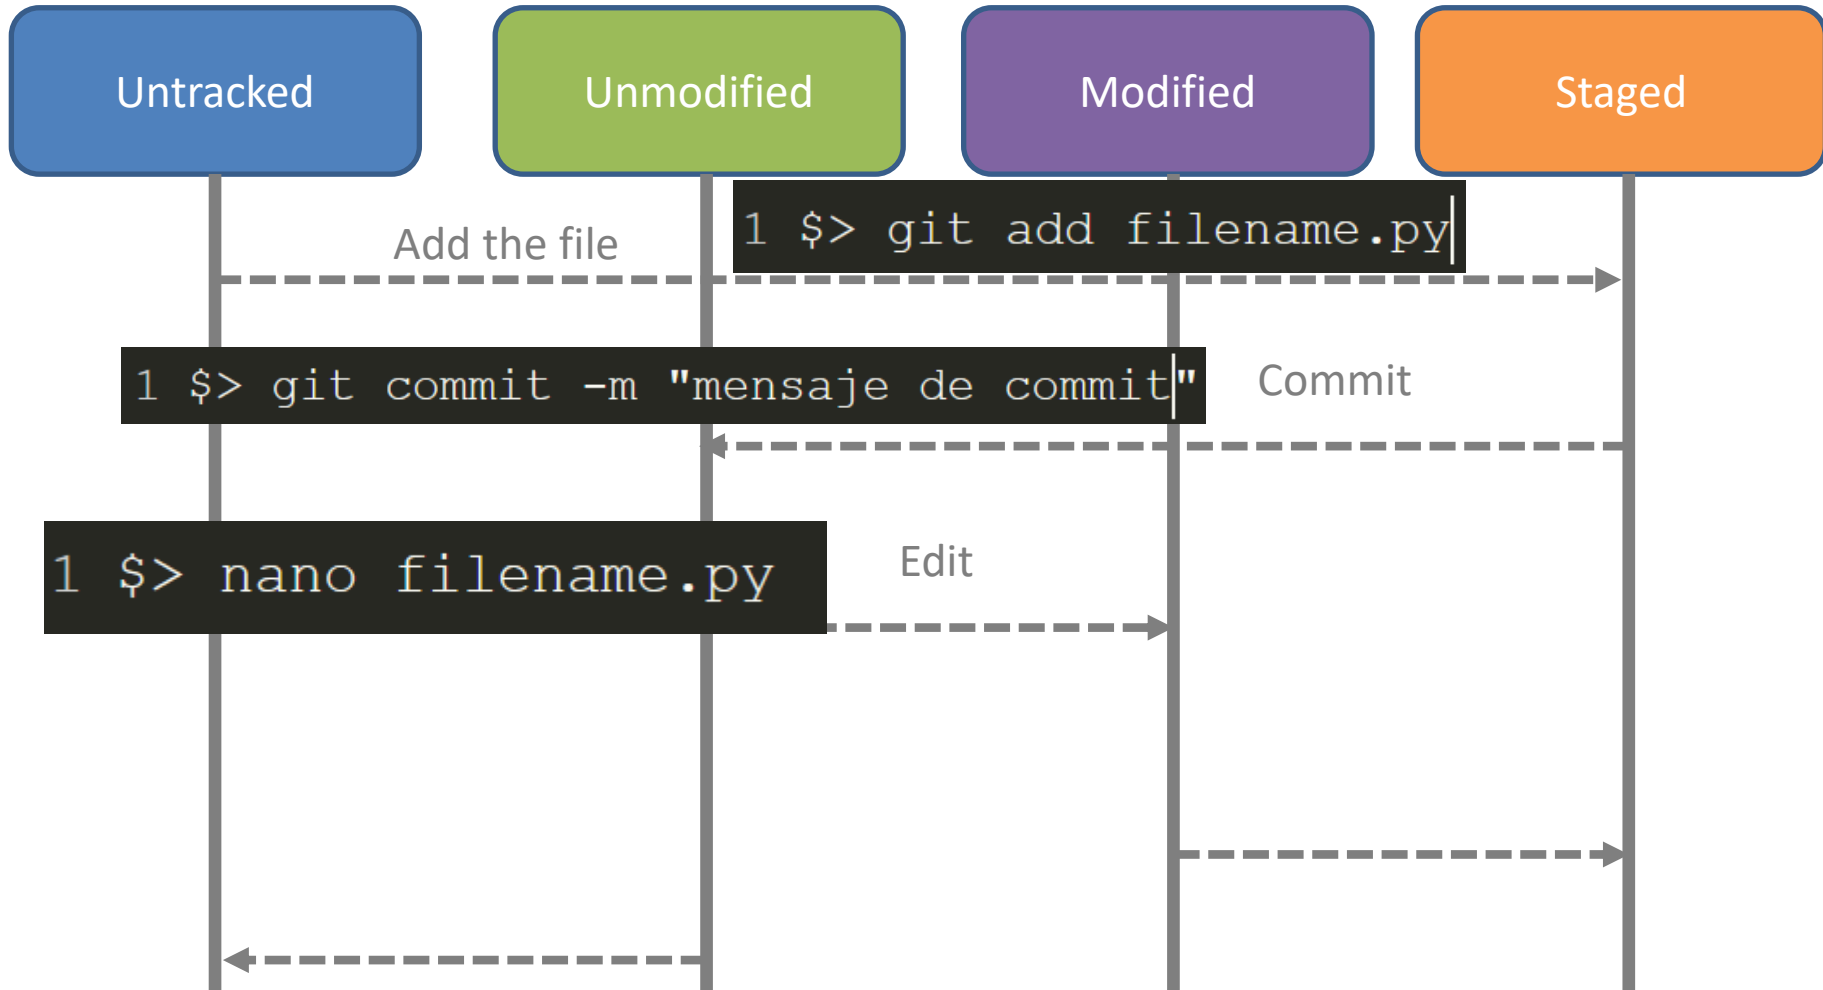 Untracked
Unmodified
Modified
Staged
Add the file
1 $> git add filename.py
1 $> git commit -m "mensaje de commit"
Commit
1 $> nano filename.py
Edit